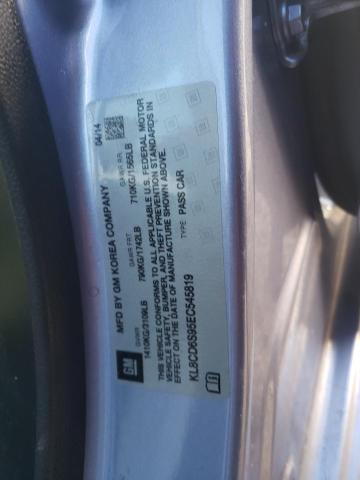 GM
MFD BY GM KOREA COMPANY 04/14
GVWR GAWR FRT GAWR RR
1410KG/3109LB 790KG/1742LB 710KG/1565LB
THIS VEHICLE CONFORMS TO ALL APPLICABLE U.S. FEDERAL MOTOR
VEHICLE SAFETY, BUMPER, AND THEFT PREVENTION STANDARDS IN
EFFECT ON THE DATE OF MANUFACTURE SHOWN ABOVE.
KL8CD6S95EC545819 TYPE: PASS CAR